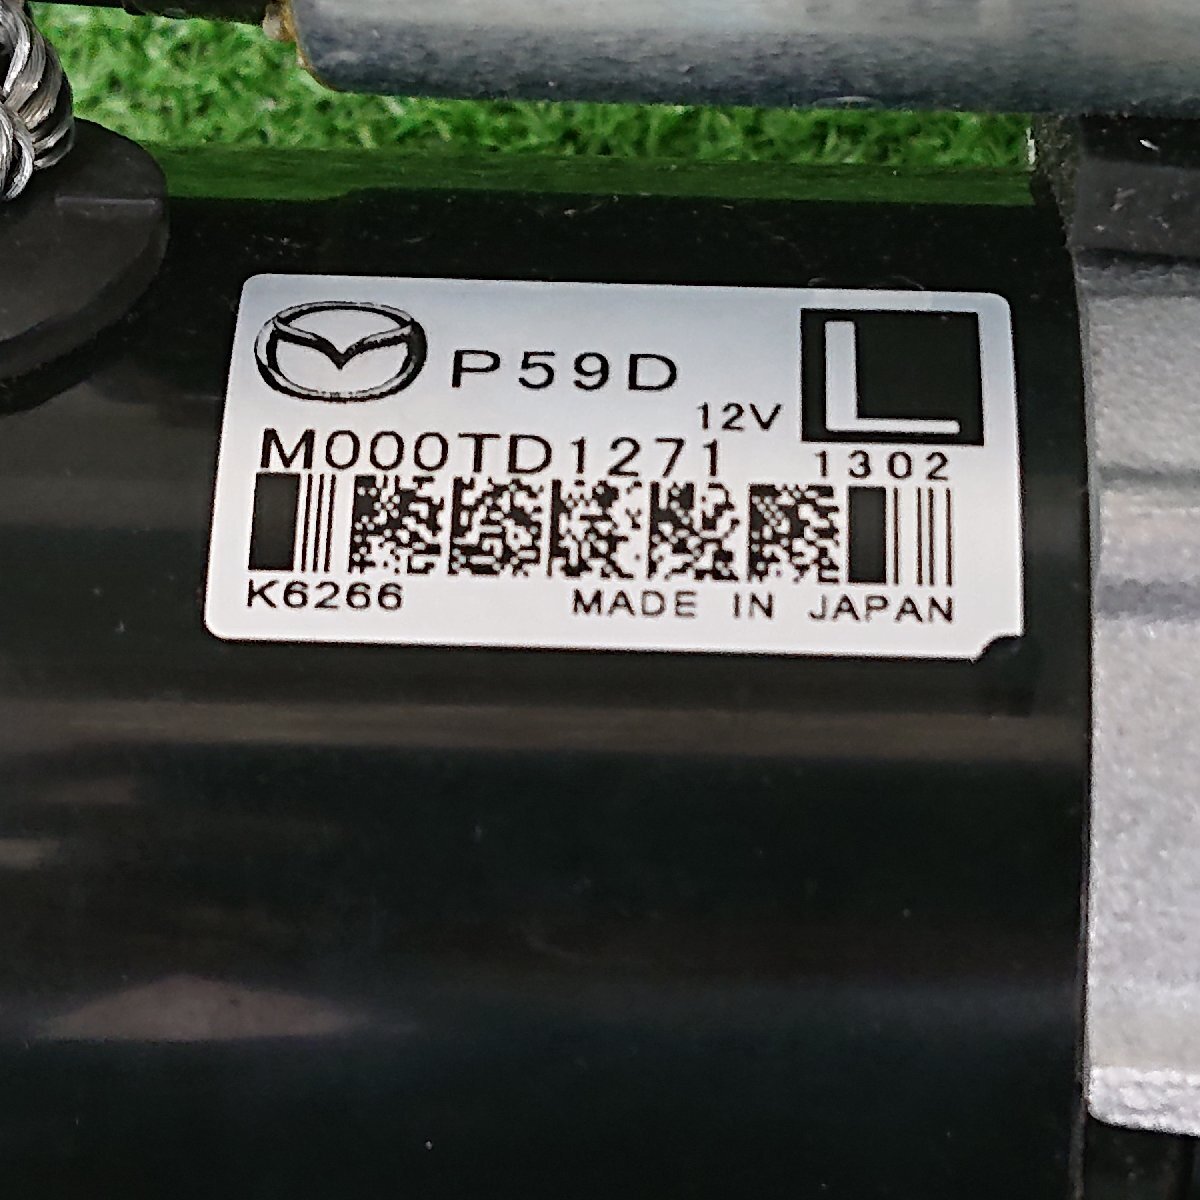 P59D
L
12V
M000TD1271 1302
K6266 MADE IN JAPAN